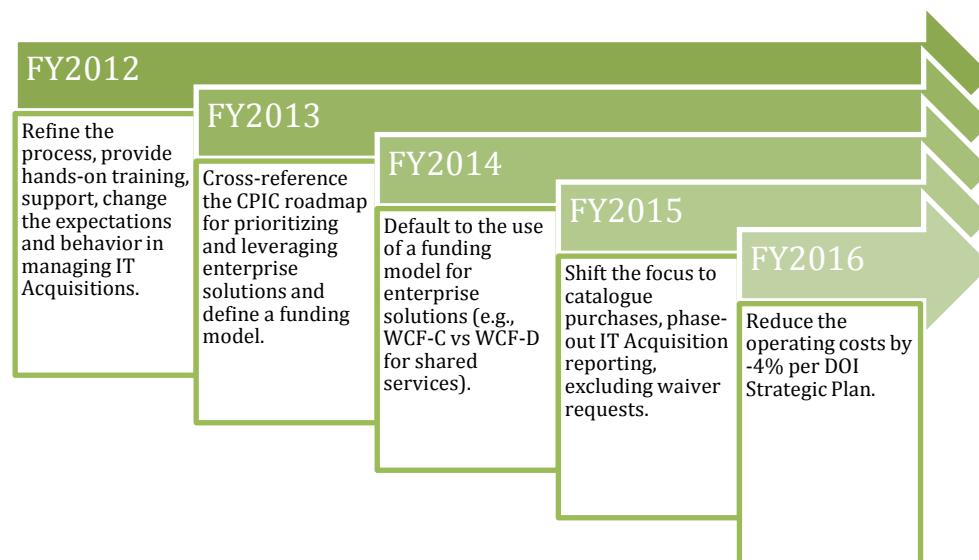 FY2012
Refine the
process, provide
hands-on training,
support, change
the expectations
and behavior in
managing IT
Acquisitions.
FY2013
Cross-reference
the CPIC roadmap
for prioritizing
and leveraging
enterprise
solutions and
define a funding
model.
FY2014
Default to the use
of a funding
model for
enterprise
solutions (e.g.,
WCF-C vs WCF-D
for shared
services).
FY2015
Shift the focus to
catalogue
purchases, phase-
out IT Acquisition
reporting,
excluding waiver
requests.
FY2016
Reduce the
operating costs by
-4% per DOI
Strategic Plan.